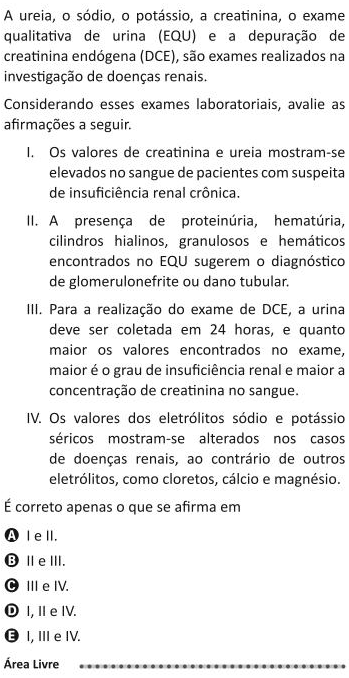 A ureia, o sódio, o potássio, a creatinina, o exame
qualitativa de urina (EQU) e a depuração de
creatinina endógena (DCE), são exames realizados na
investigação de doenças renais.
Considerando esses exames laboratoriais, avalie as
afirmações a seguir.
I. Os valores de creatinina e ureia mostram-se
elevados no sangue de pacientes com suspeita
de insuficiência renal crônica.
II. A presença de proteinúria, hematúria,
cilindros hialinos, granulosos e hemáticos
encontrados no EQU sugerem o diagnóstico
de glomerulonefrite ou dano tubular.
III. Para a realização do exame de DCE, a urina
deve ser coletada em 24 horas, e quanto
maior os valores encontrados no exame,
maior é o grau de insuficiência renal e maior a
concentração de creatinina no sangue.
IV. Os valores dos eletrólitos sódio e potássio
séricos mostram-se alterados nos casos
de doenças renais, ao contrário de outros
eletrólitos, como cloretos, cálcio e magnésio.
É correto apenas o que se afirma em
A I e II.
B II e III.
C III e IV.
D I, II e IV.
E I, III e IV.
Área Livre